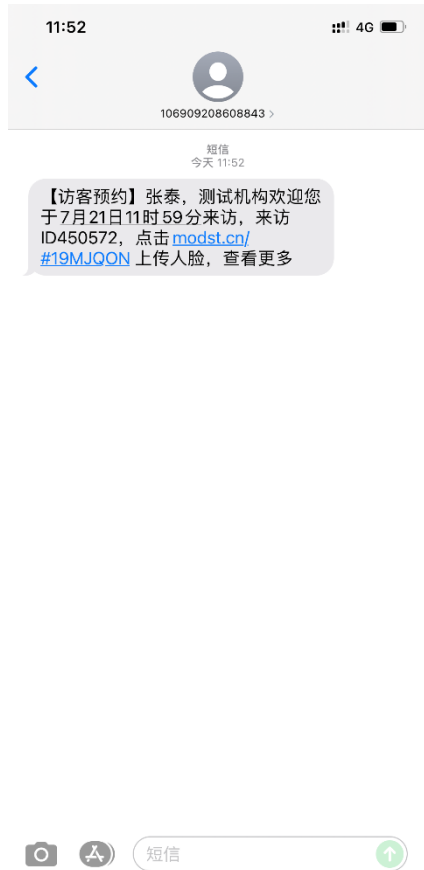 11:52
4G
106909208608843 >
短信
今天 11:52
【访客预约】张泰，测试机构欢迎您
于7月21日11时59分来访，来访
ID450572，点击modst.cn/
#19MJQON 上传人脸，查看更多
短信